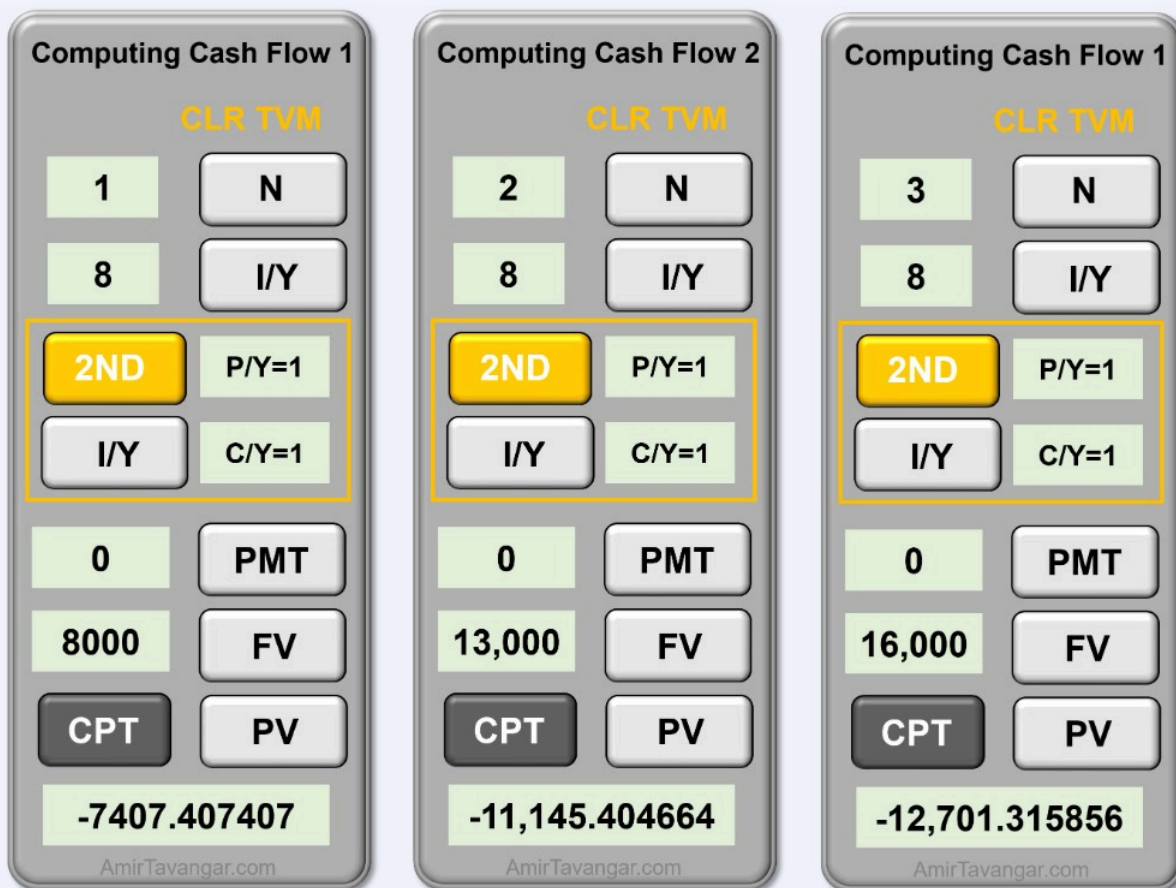 Computing Cash Flow 1
CLR TVM
1 N
8 I/Y
2ND P/Y=1
I/Y C/Y=1
0 PMT
8000 FV
CPT PV
-7407.407407
AmirTavangar.com
Computing Cash Flow 2
CLR TVM
2 N
8 I/Y
2ND P/Y=1
I/Y C/Y=1
0 PMT
13,000 FV
CPT PV
-11,145.404664
AmirTavangar.com
Computing Cash Flow 1
CLR TVM
3 N
8 I/Y
2ND P/Y=1
I/Y C/Y=1
0 PMT
16,000 FV
CPT PV
-12,701.315856
AmirTavangar.com